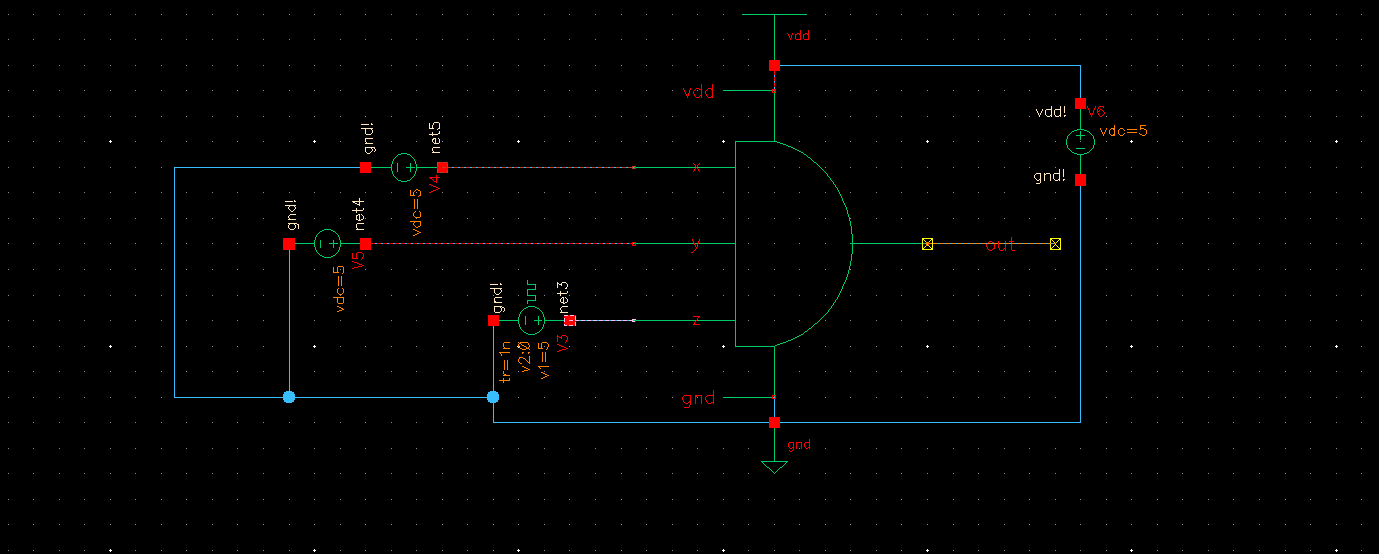 vdd
vdd
vdd!
V6
vdc=5
gnd!
gnd!
net5
V4
vdc=5
x
gnd!
net4
V5
vdc=5
y
out
gnd!
net3
V3
tr=1n
v2:0
v1=5
z
gnd
gnd